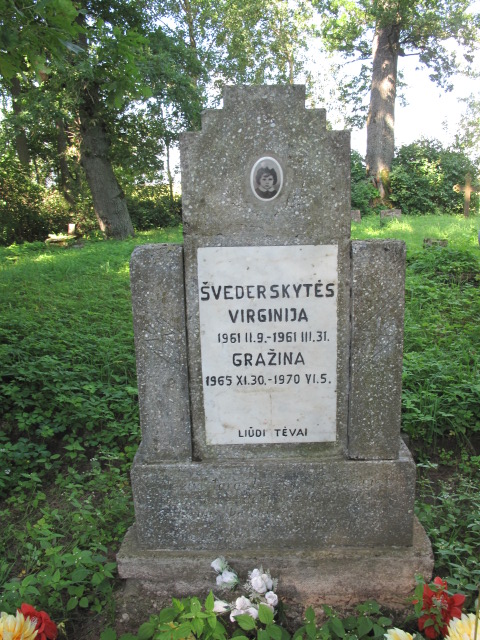 ŠVEDERSKYTĖS
VIRGINIJA
1961 II.9.-1961 III.31.
GRAŽINA
1965 XI.30.-1970 VI.5.
LIŪDI TĖVAI